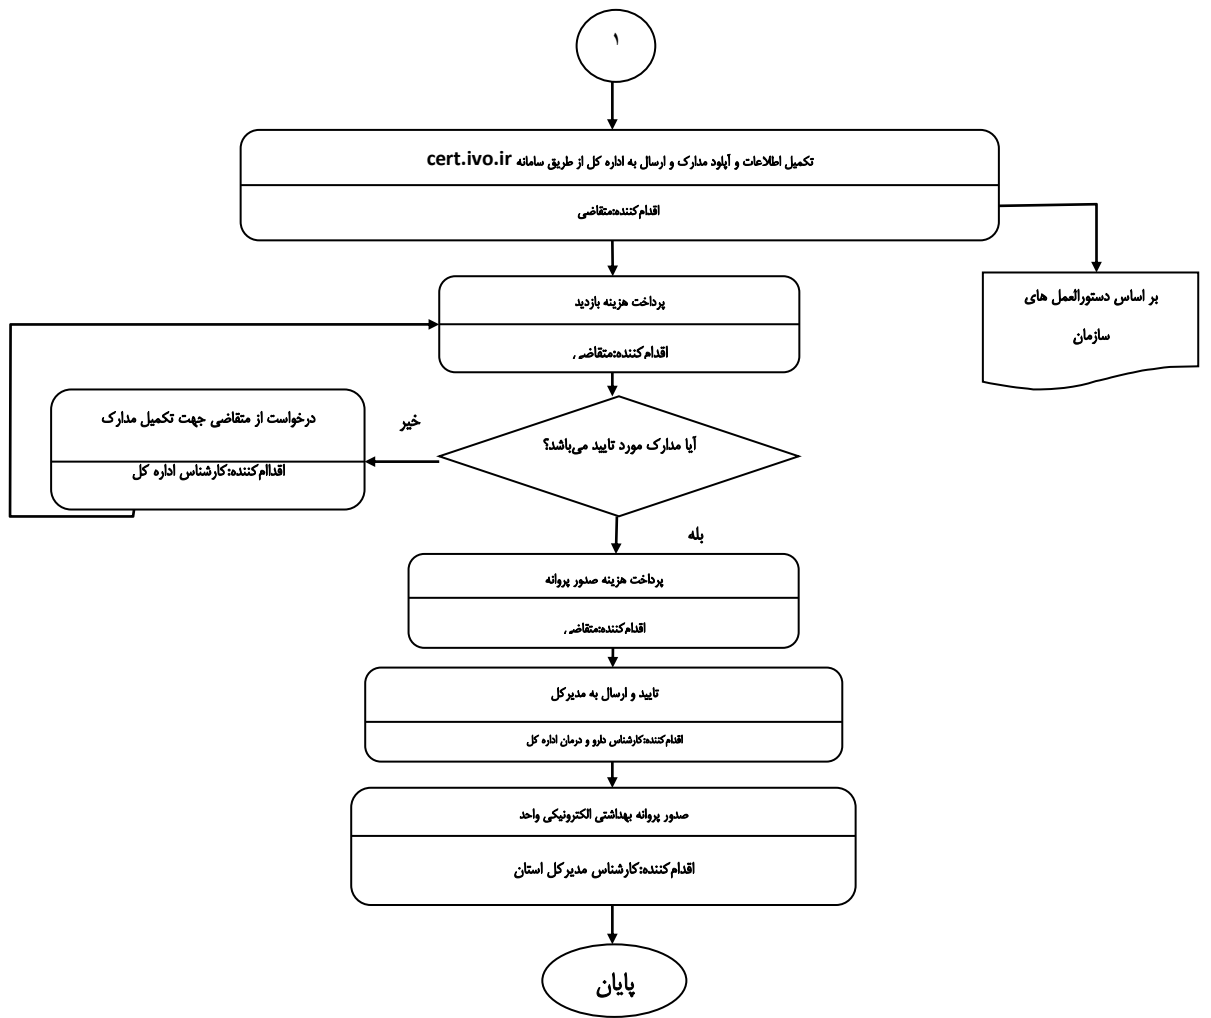 ۱
تکمیل اطلاعات و آپلود مدارک و ارسال به اداره کل از طریق سامانه cert.ivo.ir
اقدام‌کننده:متقاضی
بر اساس دستورالعمل های
سازمان
پرداخت هزینه بازدید
اقدام‌کننده:متقاضی
درخواست از متقاضی جهت تکمیل مدارک
اقداام‌کننده:کارشناس اداره کل
خیر
آیا مدارک مورد تایید می‌باشد؟
بله
پرداخت هزینه صدور پروانه
اقدام‌کننده:متقاضی
تایید و ارسال به مدیرکل
اقدام‌کننده:کارشناس دارو و درمان اداره کل
صدور پروانه بهداشتی الکترونیکی واحد
اقدام‌کننده:کارشناس مدیرکل استان
پایان